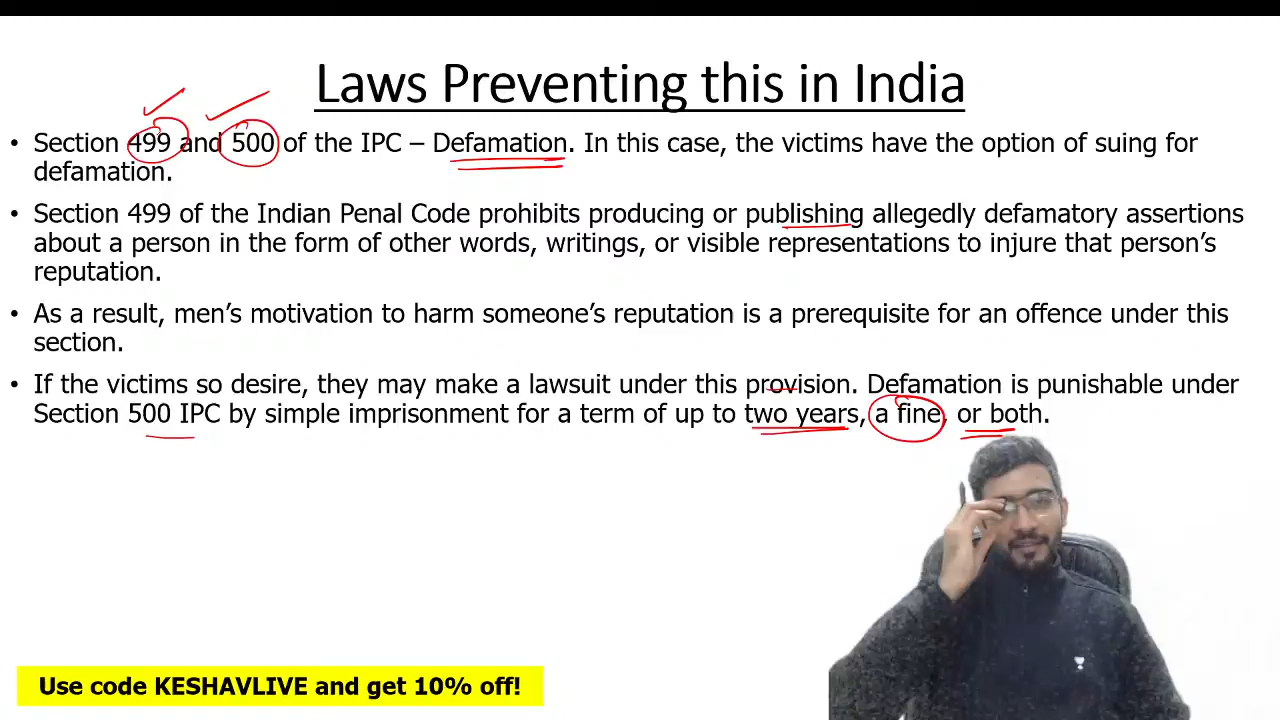 Laws Preventing this in India
• Section 499 and 500 of the IPC – Defamation. In this case, the victims have the option of suing for
defamation.
• Section 499 of the Indian Penal Code prohibits producing or publishing allegedly defamatory assertions
about a person in the form of other words, writings, or visible representations to injure that person's
reputation.
• As a result, men's motivation to harm someone's reputation is a prerequisite for an offence under this
section.
• If the victims so desire, they may make a lawsuit under this provision. Defamation is punishable under
Section 500 IPC by simple imprisonment for a term of up to two years, a fine, or both.
Use code KESHAVLIVE and get 10% off!